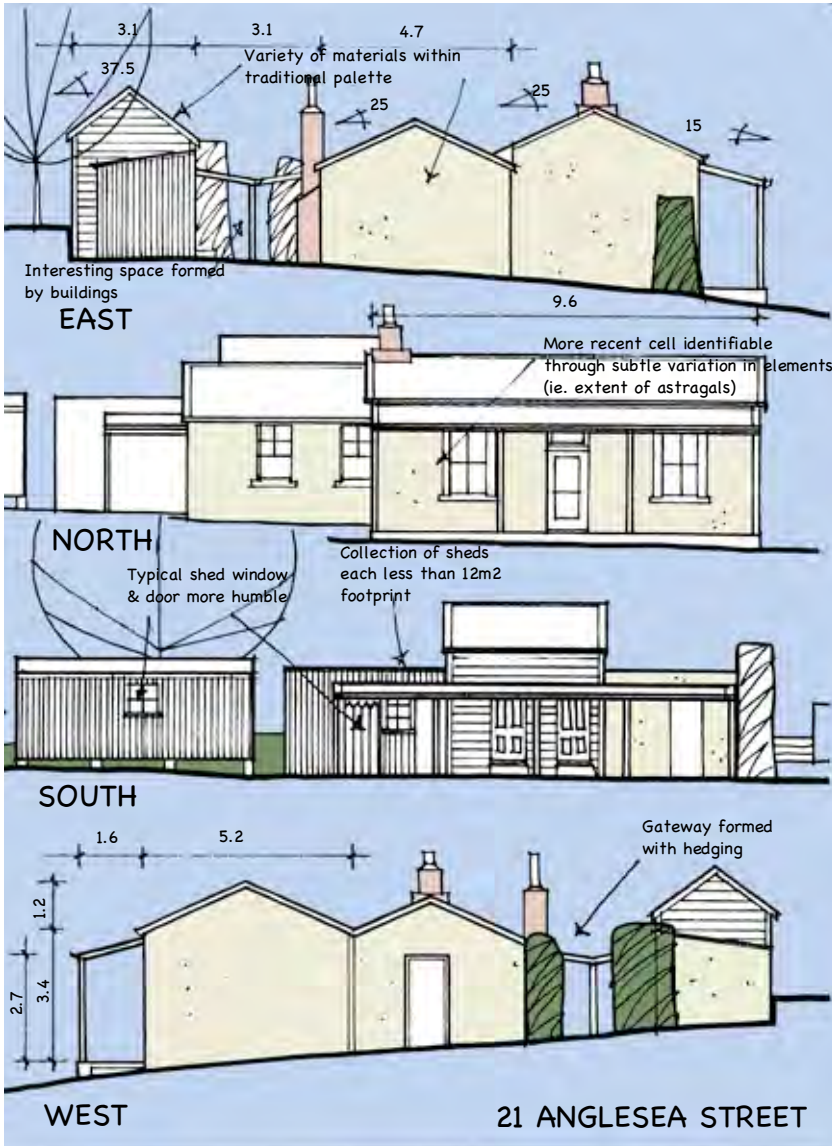 3.1
3.1
4.7
Variety of materials within
traditional palette
37.5
25
25
15
Interesting space formed
by buildings
EAST
9.6
More recent cell identifiable
through subtle variation in elements
(ie. extent of astragals)
NORTH
Typical shed window
& door more humble
Collection of sheds
each less than 12m2
footprint
SOUTH
1.6
5.2
Gateway formed
with hedging
1.2
2.7
3.4
WEST
21 ANGLESEA STREET